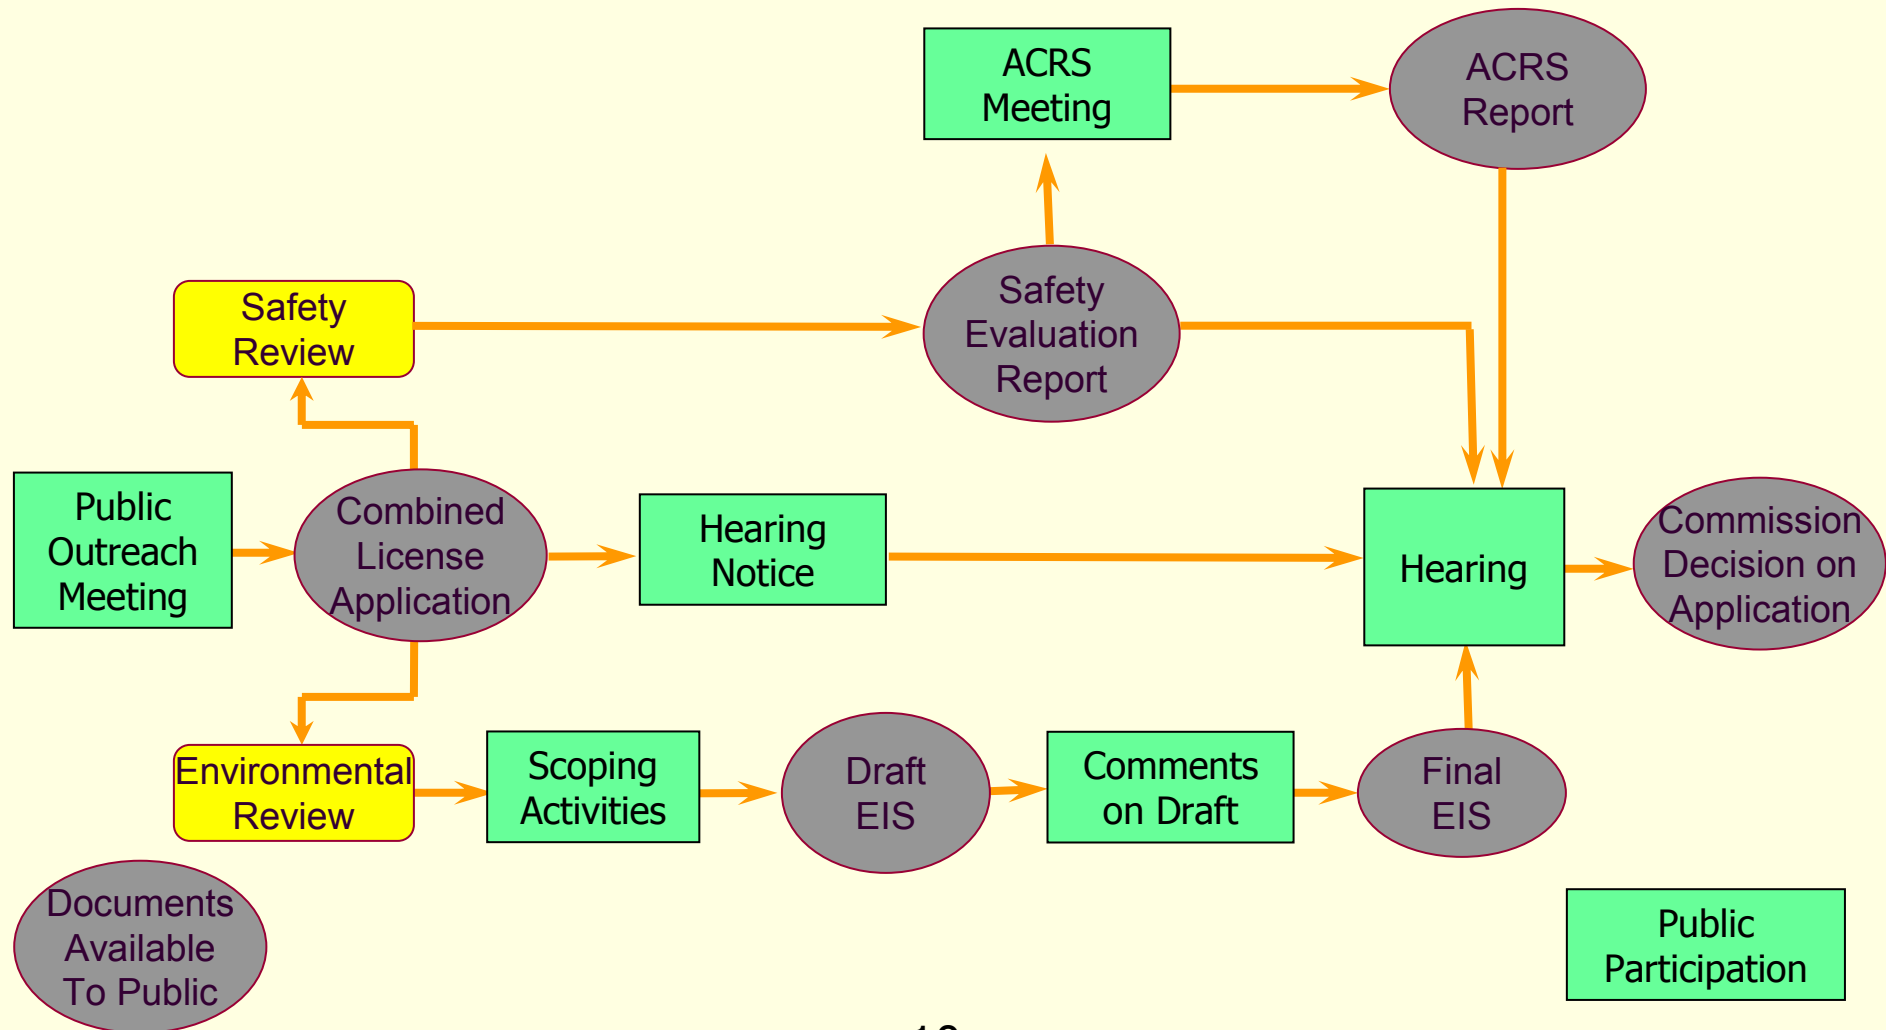 ACRS
Meeting
ACRS
Report
Safety
Review
Safety
Evaluation
Report
Public
Outreach
Meeting
Combined
License
Application
Hearing
Notice
Hearing
Commission
Decision on
Application
Environmental
Review
Scoping
Activities
Draft
EIS
Comments
on Draft
Final
EIS
Documents
Available
To Public
Public
Participation